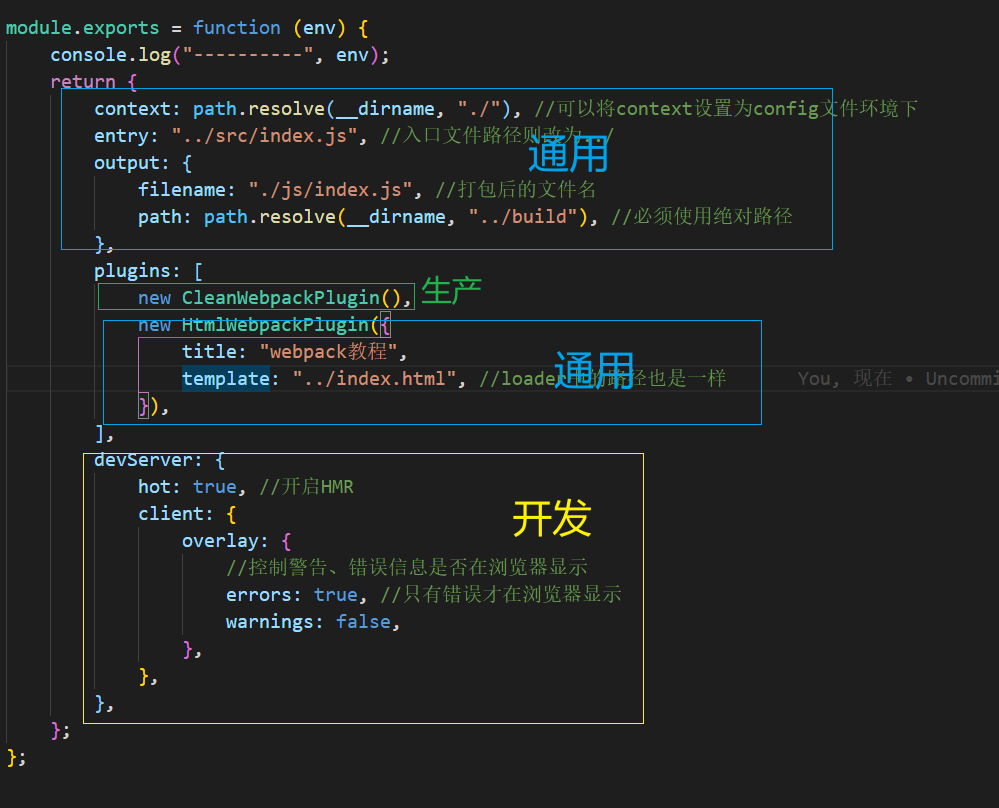 module.exports = function (env) {
console.log("----------", env);
return {
context: path.resolve(__dirname, "./"), //可以将context设置为config文件环境下
entry: "../src/index.js", //入口文件路径则改为../
通用
output: {
filename: "./js/index.js", //打包后的文件名
path: path.resolve(__dirname, "../build"), //必须使用绝对路径
},
plugins: [
new CleanWebpackPlugin(),
生产
new HtmlWebpackPlugin({
title: "webpack教程",
通用
template: "../index.html", //loader中的路径也是一样
You, 现在 • Uncommi
}),
],
devServer: {
hot: true, //开启HMR
开发
client: {
overlay: {
//控制警告、错误信息是否在浏览器显示
errors: true, //只有错误才在浏览器显示
warnings: false,
},
},
},
};
};